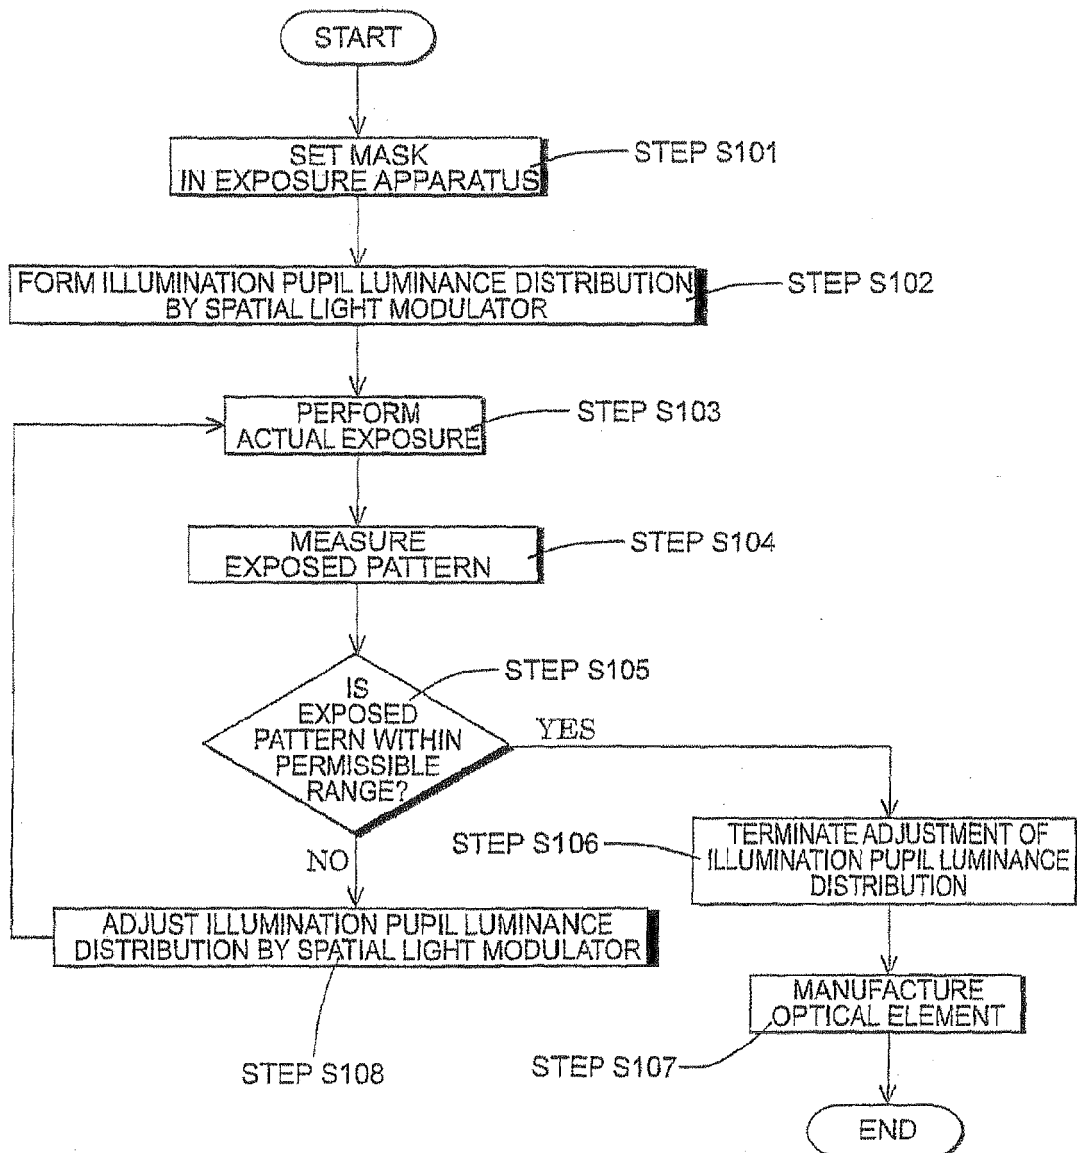 START
SET MASK
IN EXPOSURE APPARATUS
STEP S101
FORM ILLUMINATION PUPIL LUMINANCE DISTRIBUTION
BY SPATIAL LIGHT MODULATOR
STEP S102
PERFORM
ACTUAL EXPOSURE
STEP S103
MEASURE
EXPOSED PATTERN
STEP S104
IS
EXPOSED
PATTERN WITHIN
PERMISSIBLE
RANGE?
STEP S105
YES
NO
STEP S106
TERMINATE ADJUSTMENT OF
ILLUMINATION PUPIL LUMINANCE
DISTRIBUTION
ADJUST ILLUMINATION PUPIL LUMINANCE
DISTRIBUTION BY SPATIAL LIGHT MODULATOR
STEP S108
MANUFACTURE
OPTICAL ELEMENT
STEP S107
END